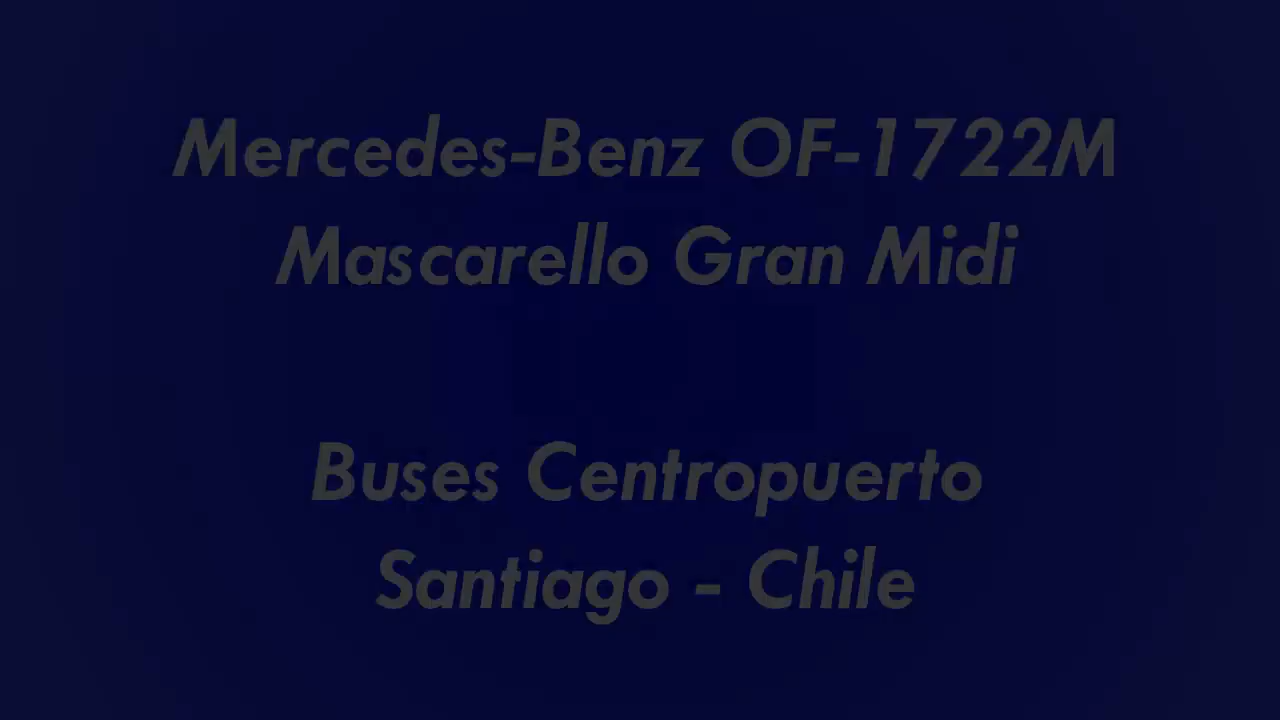 Mercedes-Benz OF-1722M
Mascarello Gran Midi
Buses Centropuerto
Santiago - Chile